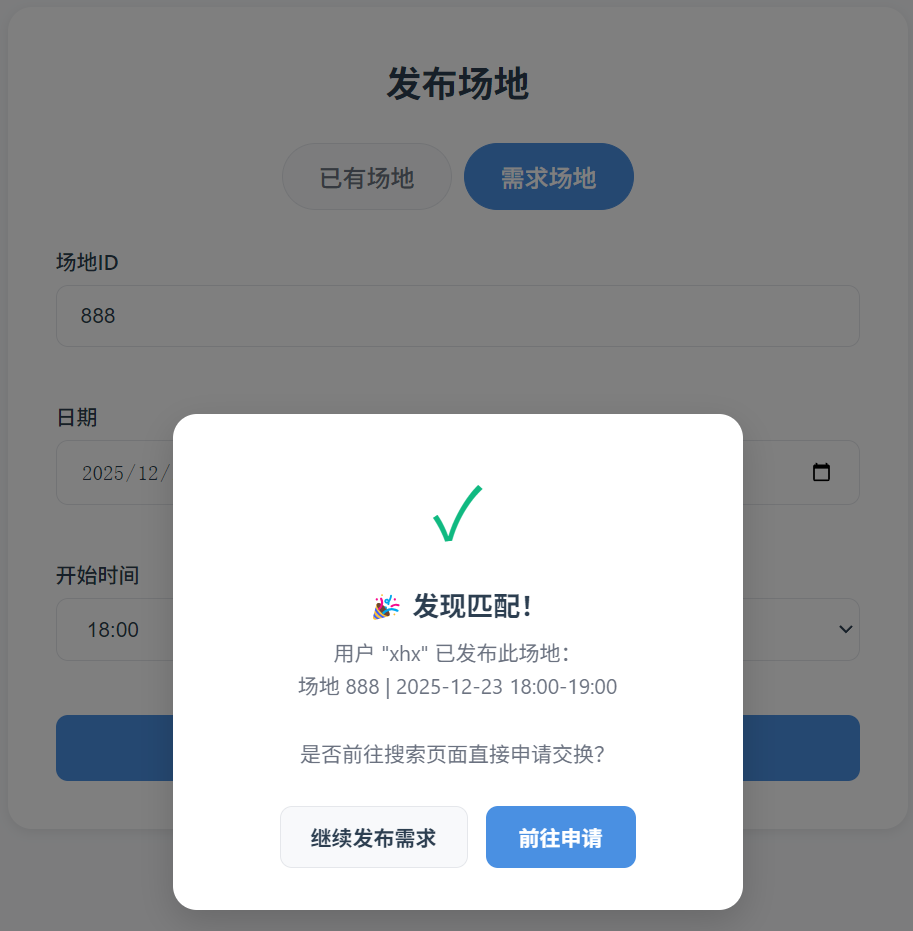 发布场地
已有场地
需求场地
场地ID
888
日期
2025/12/
开始时间
18:00
🎉 发现匹配！
用户 "xhx" 已发布此场地：
场地 888 | 2025-12-23 18:00-19:00
是否前往搜索页面直接申请交换？
继续发布需求
前往申请